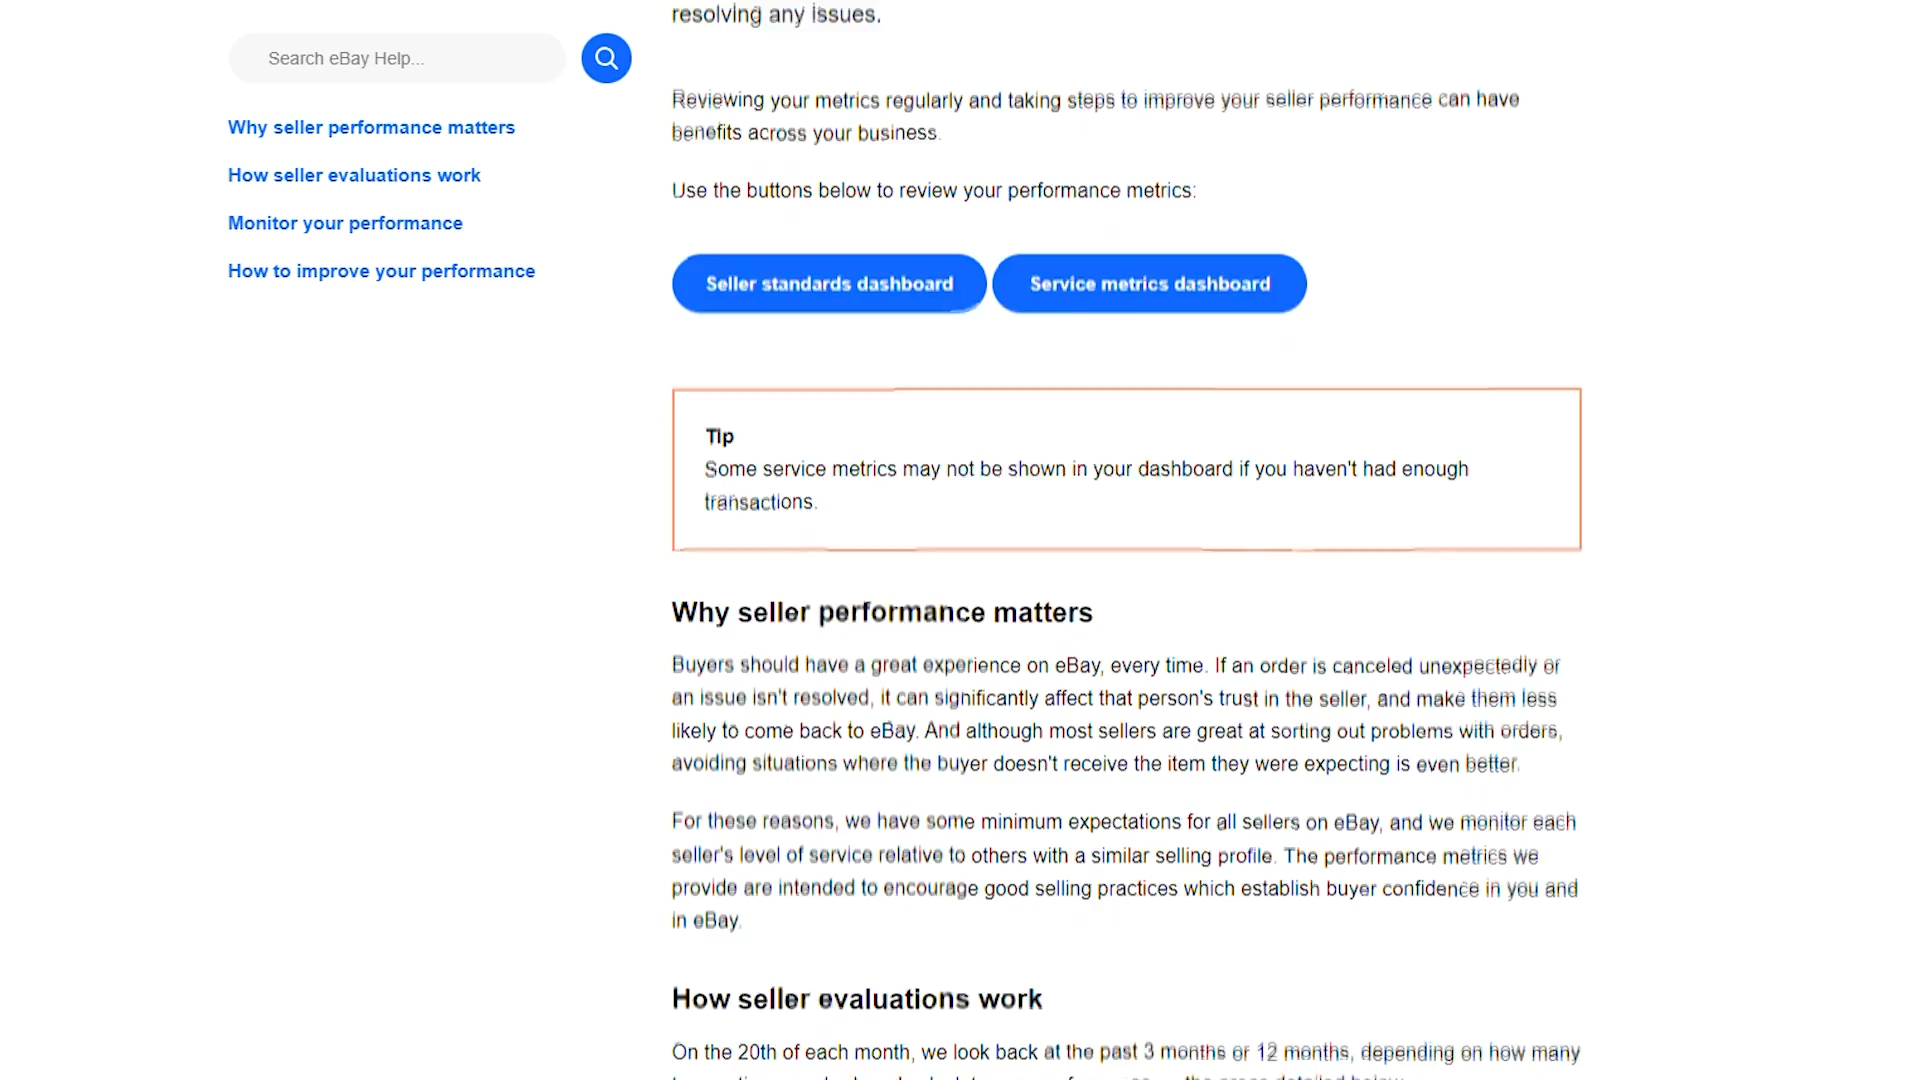 resolving any issues.
Search eBay Help...
Why seller performance matters
How seller evaluations work
Monitor your performance
How to improve your performance
Reviewing your metrics regularly and taking steps to improve your seller performance can have
benefits across your business.
Use the buttons below to review your performance metrics:
Seller standards dashboard
Service metrics dashboard
Tip
Some service metrics may not be shown in your dashboard if you haven't had enough
transactions.
Why seller performance matters
Buyers should have a great experience on eBay, every time. If an order is canceled unexpectedly or
an issue isn't resolved, it can significantly affect that person's trust in the seller, and make them less
likely to come back to eBay. And although most sellers are great at sorting out problems with orders,
avoiding situations where the buyer doesn't receive the item they were expecting is even better.
For these reasons, we have some minimum expectations for all sellers on eBay, and we monitor each
seller's level of service relative to others with a similar selling profile. The performance metrics we
provide are intended to encourage good selling practices which establish buyer confidence in you and
in eBay.
How seller evaluations work
On the 20th of each month, we look back at the past 3 months or 12 months, depending on how many